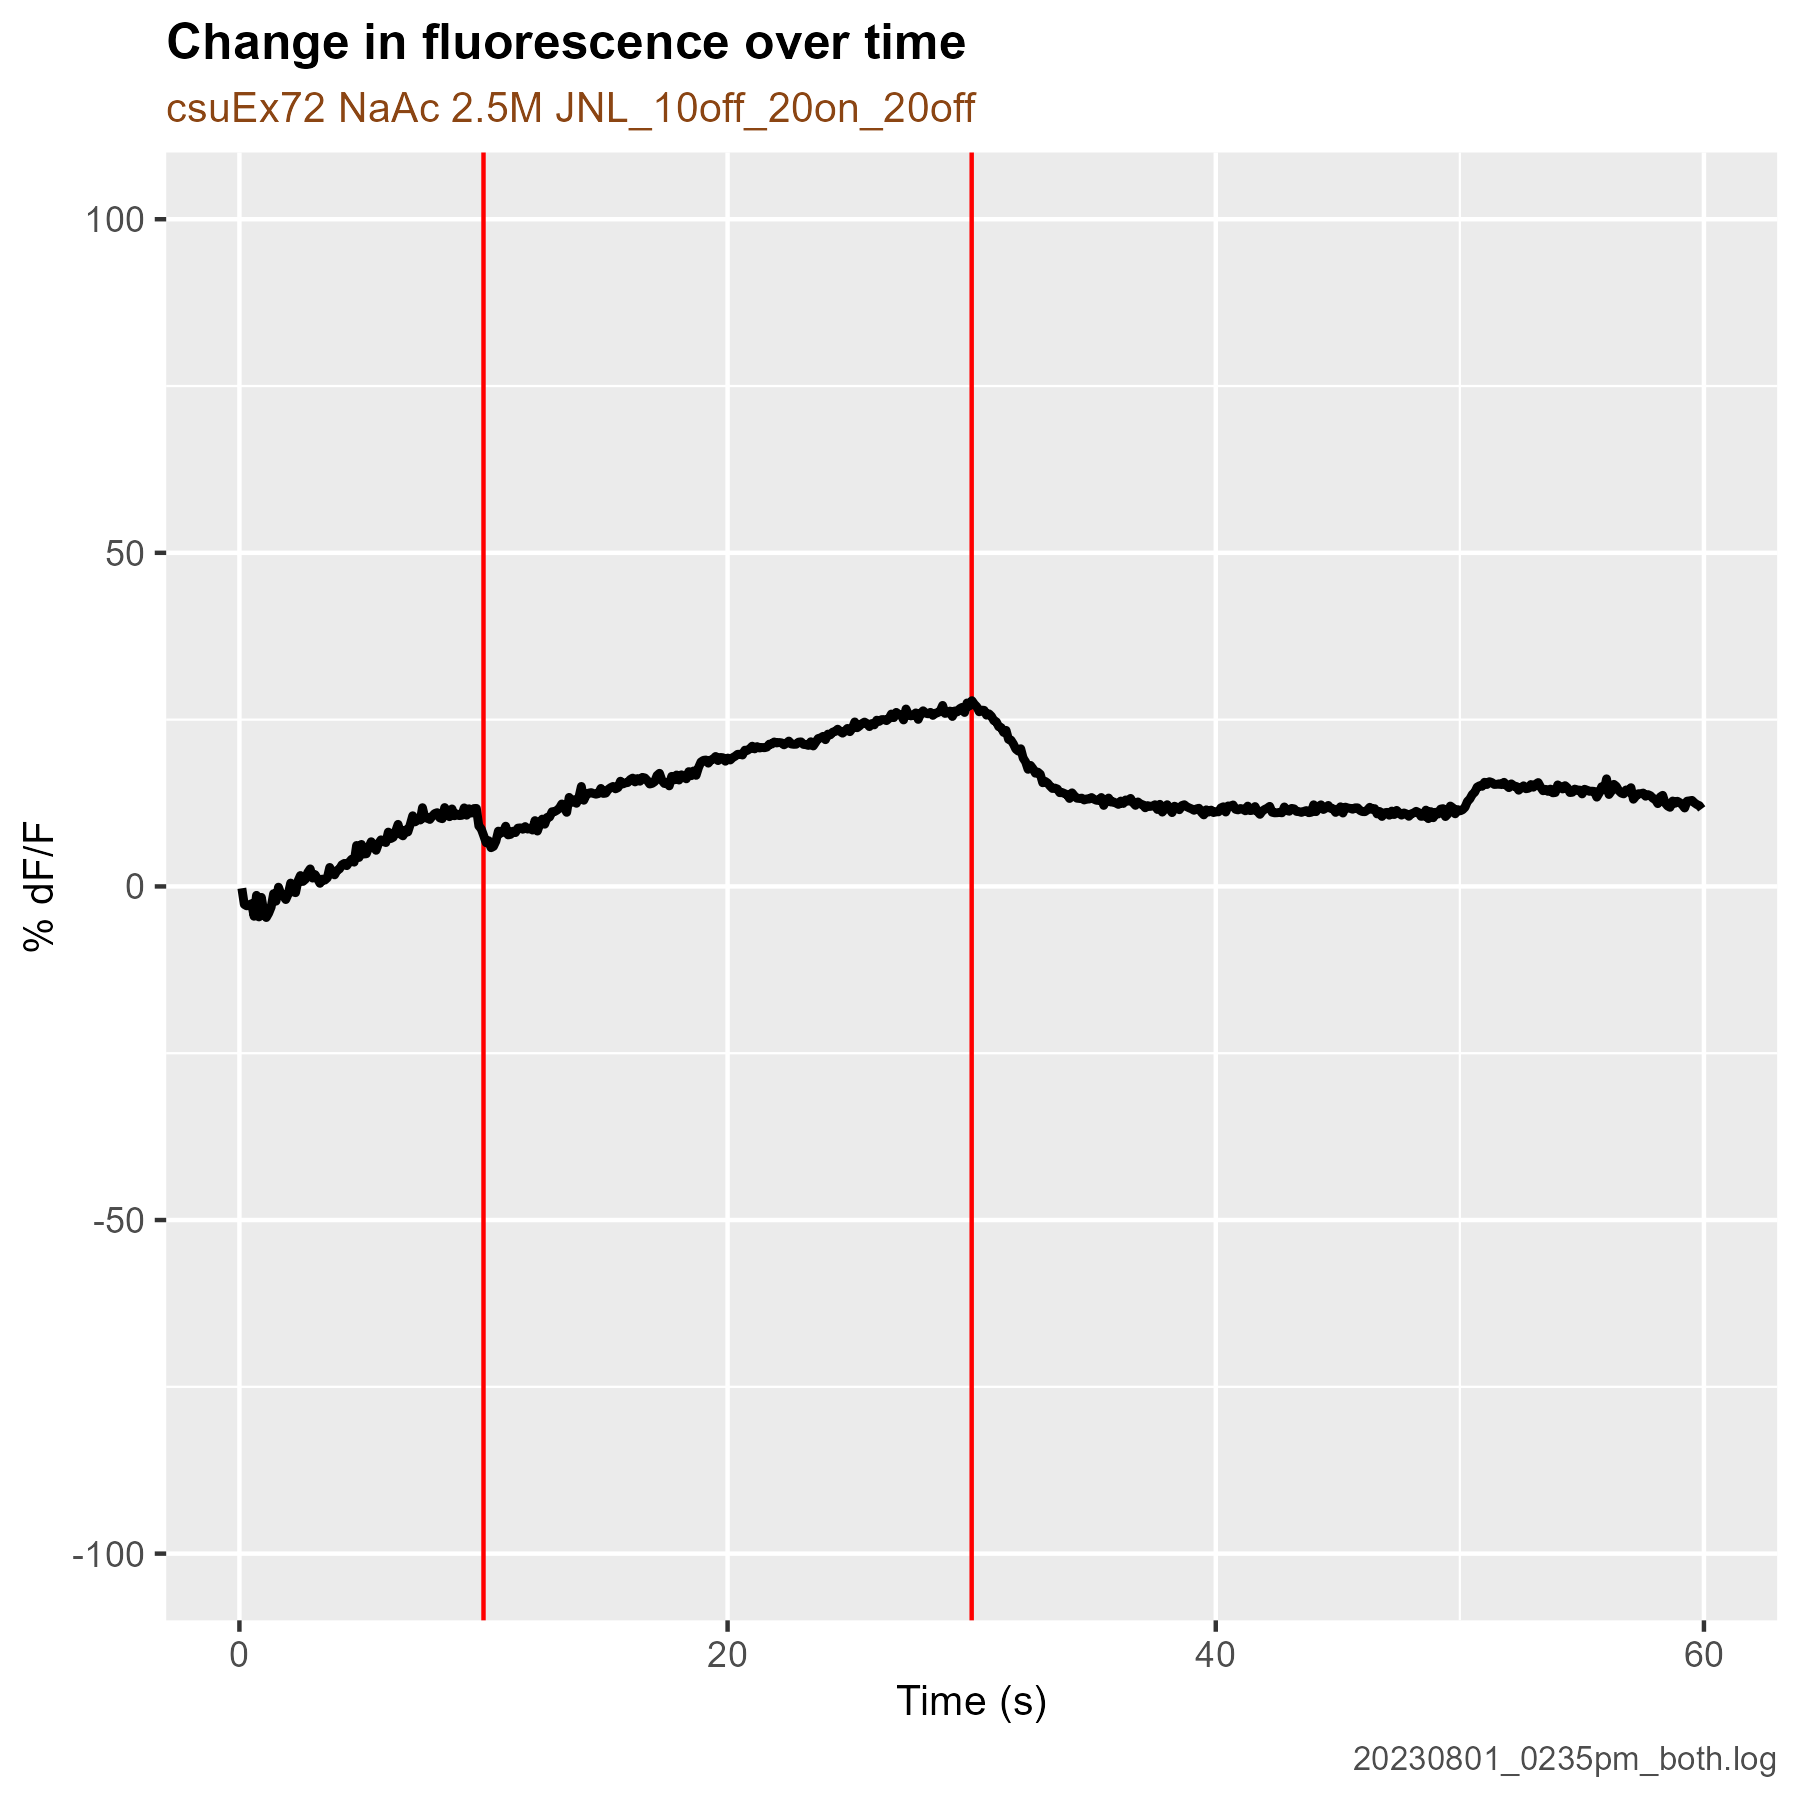 Change in fluorescence over time
csuEx72 NaAc 2.5M JNL_10off_20on_20off
% dF/F
100
50
0
-50
-100
0 20 40 60
Time (s)
20230801_0235pm_both.log